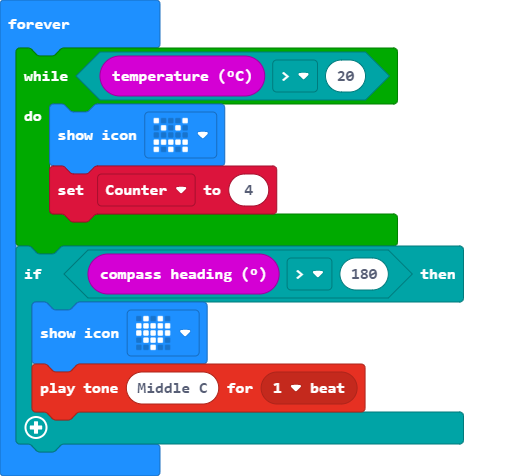 forever
while temperature (ºC) > 20
do
show icon
set Counter to 4
if compass heading (º) > 180 then
show icon
play tone Middle C for 1 beat